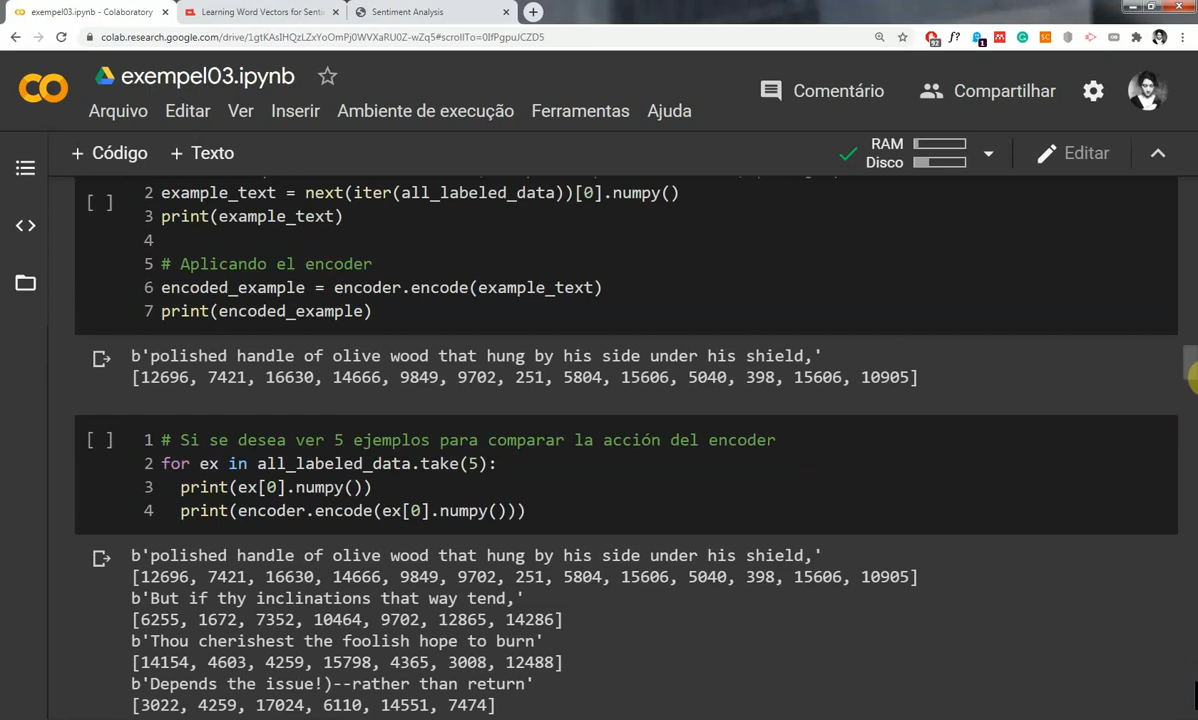 exempel03.ipynb - Colaboratory
Learning Word Vectors for Senti
Sentiment Analysis
colab.research.google.com/drive/1gtKAsIHQzLZxYoOmPj0WVXaRU0Z-wZq5#scrollTo=0IfPgpuJCZD5
exempel03.ipynb
Arquivo Editar Ver Inserir Ambiente de execução Ferramentas Ajuda
Comentário
Compartilhar
+ Código + Texto
RAM
Disco
Editar
[ ]
2 example_text = next(iter(all_labeled_data))[0].numpy()
3 print(example_text)
4
5 # Aplicando el encoder
6 encoded_example = encoder.encode(example_text)
7 print(encoded_example)
b'polished handle of olive wood that hung by his side under his shield,'
[12696, 7421, 16630, 14666, 9849, 9702, 251, 5804, 15606, 5040, 398, 15606, 10905]
[ ] 1 # Si se desea ver 5 ejemplos para comparar la acción del encoder
2 for ex in all_labeled_data.take(5):
3 print(ex[0].numpy())
4 print(encoder.encode(ex[0].numpy()))
b'polished handle of olive wood that hung by his side under his shield,'
[12696, 7421, 16630, 14666, 9849, 9702, 251, 5804, 15606, 5040, 398, 15606, 10905]
b'But if thy inclinations that way tend,'
[6255, 1672, 7352, 10464, 9702, 12865, 14286]
b'Thou cherishest the foolish hope to burn'
[14154, 4603, 4259, 15798, 4365, 3008, 12488]
b'Depends the issue!)--rather than return'
[3022, 4259, 17024, 6110, 14551, 7474]